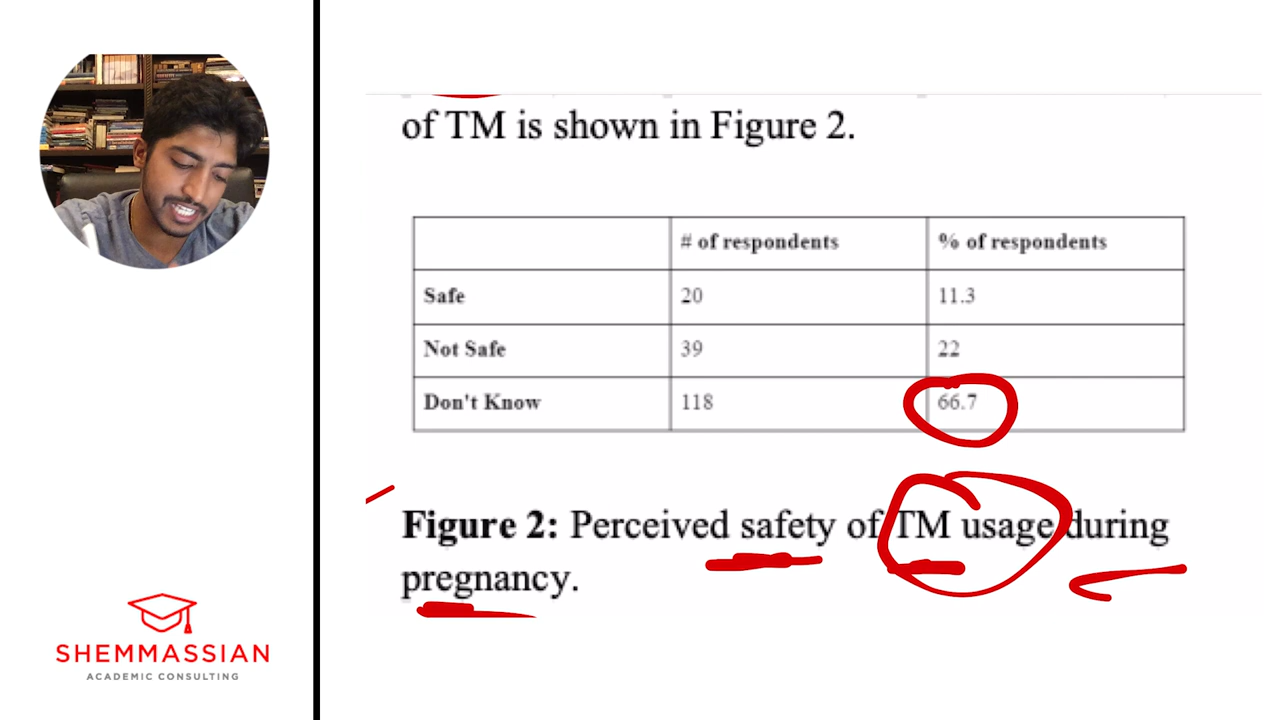 of TM is shown in Figure 2.
# of respondents % of respondents
Safe 20 11.3
Not Safe 39 22
Don't Know 118 66.7
Figure 2: Perceived safety of TM usage during
pregnancy.
SHEMMASSIAN
ACADEMIC CONSULTING